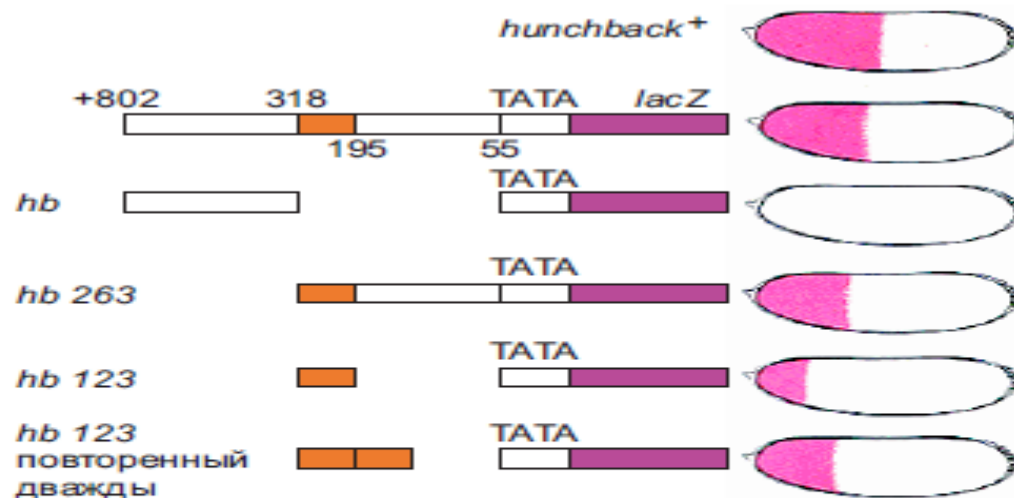 hunchback+
+802 318 TATA lacZ
195 55
TATA
hb
TATA
hb 263
TATA
hb 123
hb 123 TATA
повторенный
дважды